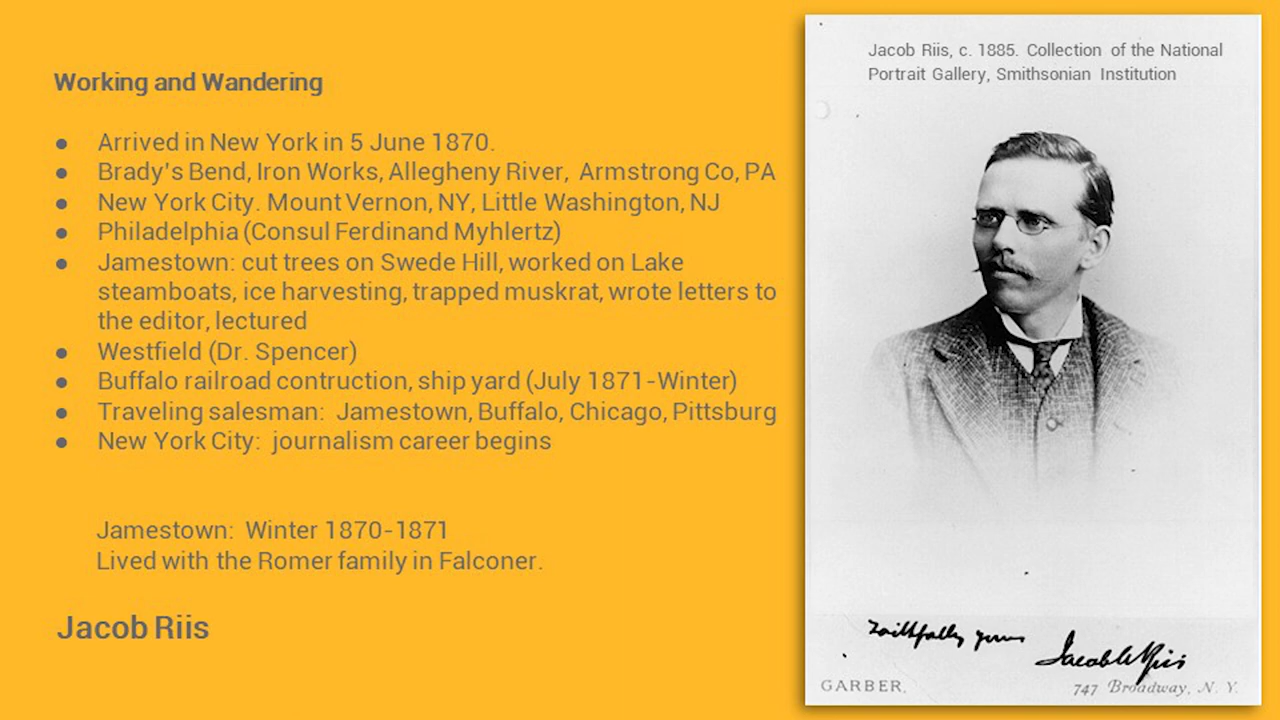 Working and Wandering
● Arrived in New York in 5 June 1870.
● Brady's Bend, Iron Works, Allegheny River, Armstrong Co, PA
● New York City. Mount Vernon, NY, Little Washington, NJ
● Philadelphia (Consul Ferdinand Myhlertz)
● Jamestown: cut trees on Swede Hill, worked on Lake
steamboats, ice harvesting, trapped muskrat, wrote letters to
the editor, lectured
● Westfield (Dr. Spencer)
● Buffalo railroad contruction, ship yard (July 1871-Winter)
● Traveling salesman: Jamestown, Buffalo, Chicago, Pittsburg
● New York City: journalism career begins
Jamestown: Winter 1870-1871
Lived with the Romer family in Falconer.
Jacob Riis
Jacob Riis, c. 1885. Collection of the National
Portrait Gallery, Smithsonian Institution
Faithfully yours
Jacob A Riis
GARBER.
747 Broadway, N. Y.